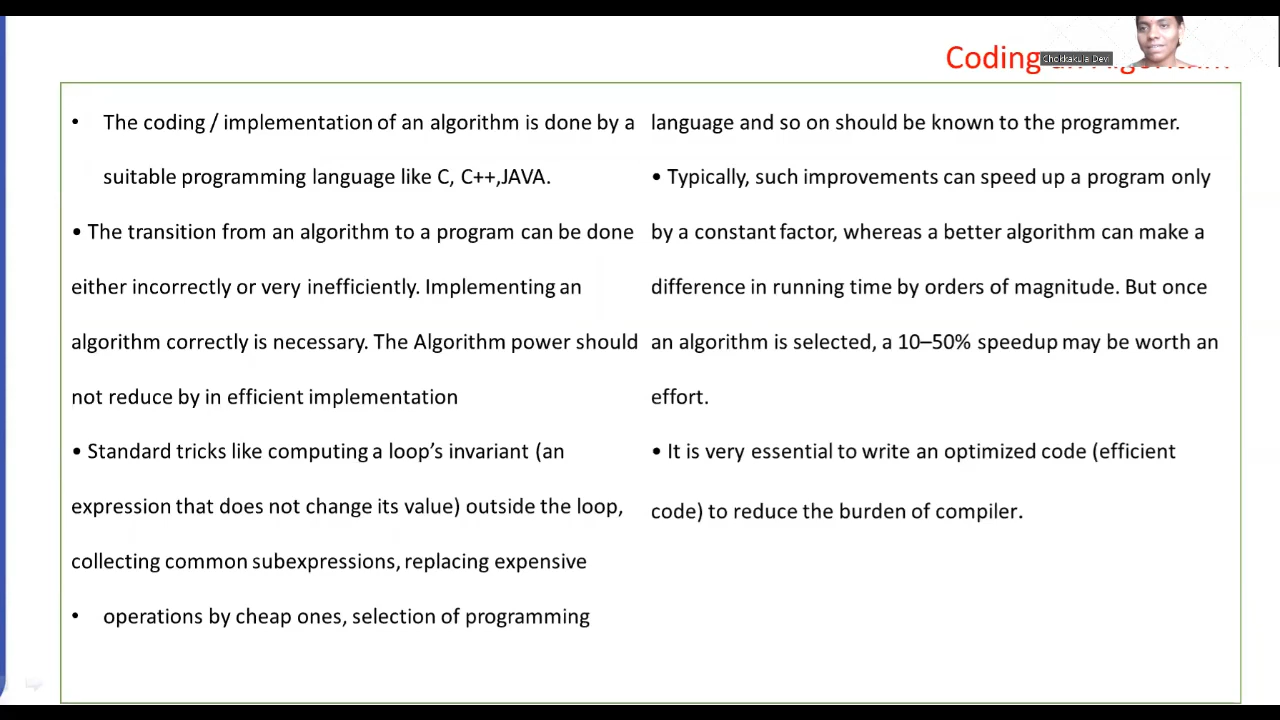 Coding an Algorithm
Chokkakula Devi
• The coding / implementation of an algorithm is done by a
suitable programming language like C, C++,JAVA.
• The transition from an algorithm to a program can be done
either incorrectly or very inefficiently. Implementing an
algorithm correctly is necessary. The Algorithm power should
not reduce by in efficient implementation
• Standard tricks like computing a loop’s invariant (an
expression that does not change its value) outside the loop,
collecting common subexpressions, replacing expensive
• operations by cheap ones, selection of programming
language and so on should be known to the programmer.
• Typically, such improvements can speed up a program only
by a constant factor, whereas a better algorithm can make a
difference in running time by orders of magnitude. But once
an algorithm is selected, a 10–50% speedup may be worth an
effort.
• It is very essential to write an optimized code (efficient
code) to reduce the burden of compiler.